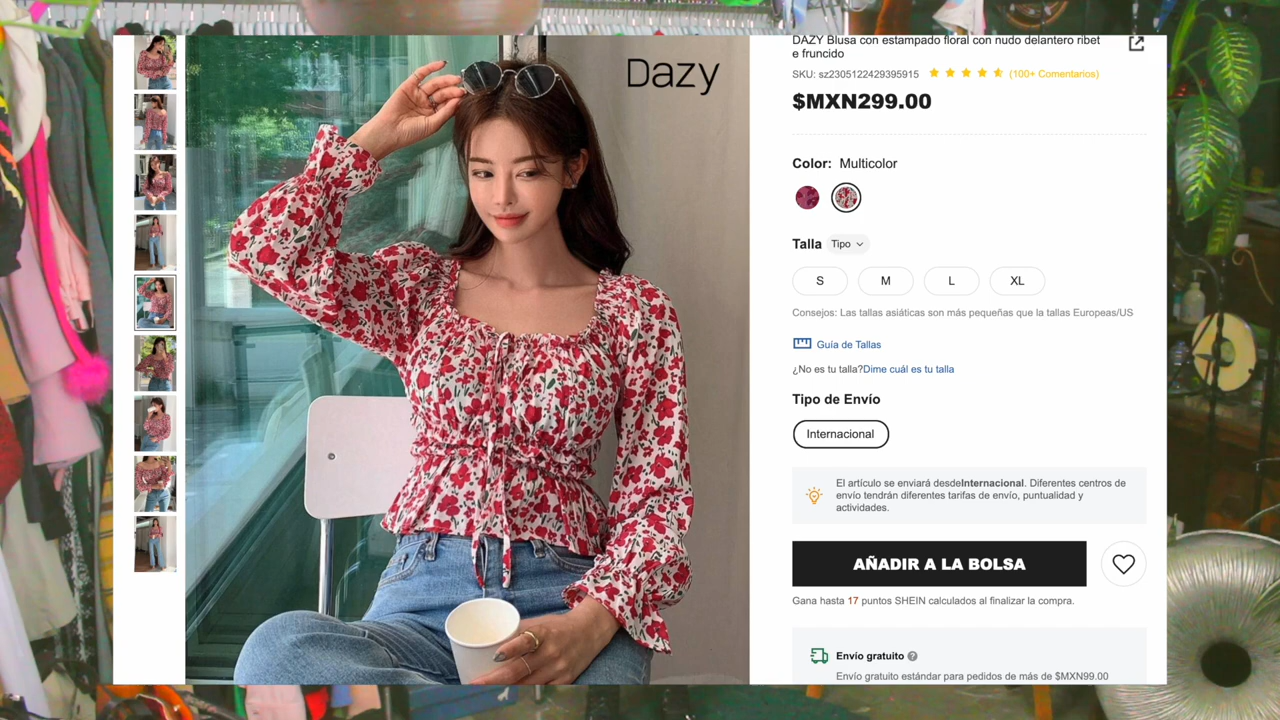 Dazy
DAZY Blusa con estampado floral con nudo delantero ribet
e fruncido
SKU: sz2305122429395915 (100+ Comentarios)
$MXN299.00
Color: Multicolor
Talla Tipo
S M L XL
Consejos: Las tallas asiáticas son más pequeñas que la tallas Europeas/US
Guía de Tallas
¿No es tu talla?Dime cuál es tu talla
Tipo de Envío
Internacional
El artículo se enviará desdeInternacional. Diferentes centros de
envío tendrán diferentes tarifas de envío, puntualidad y
actividades.
AÑADIR A LA BOLSA
Gana hasta 17 puntos SHEIN calculados al finalizar la compra.
Envío gratuito ?
Envío gratuito estándar para pedidos de más de $MXN99.00